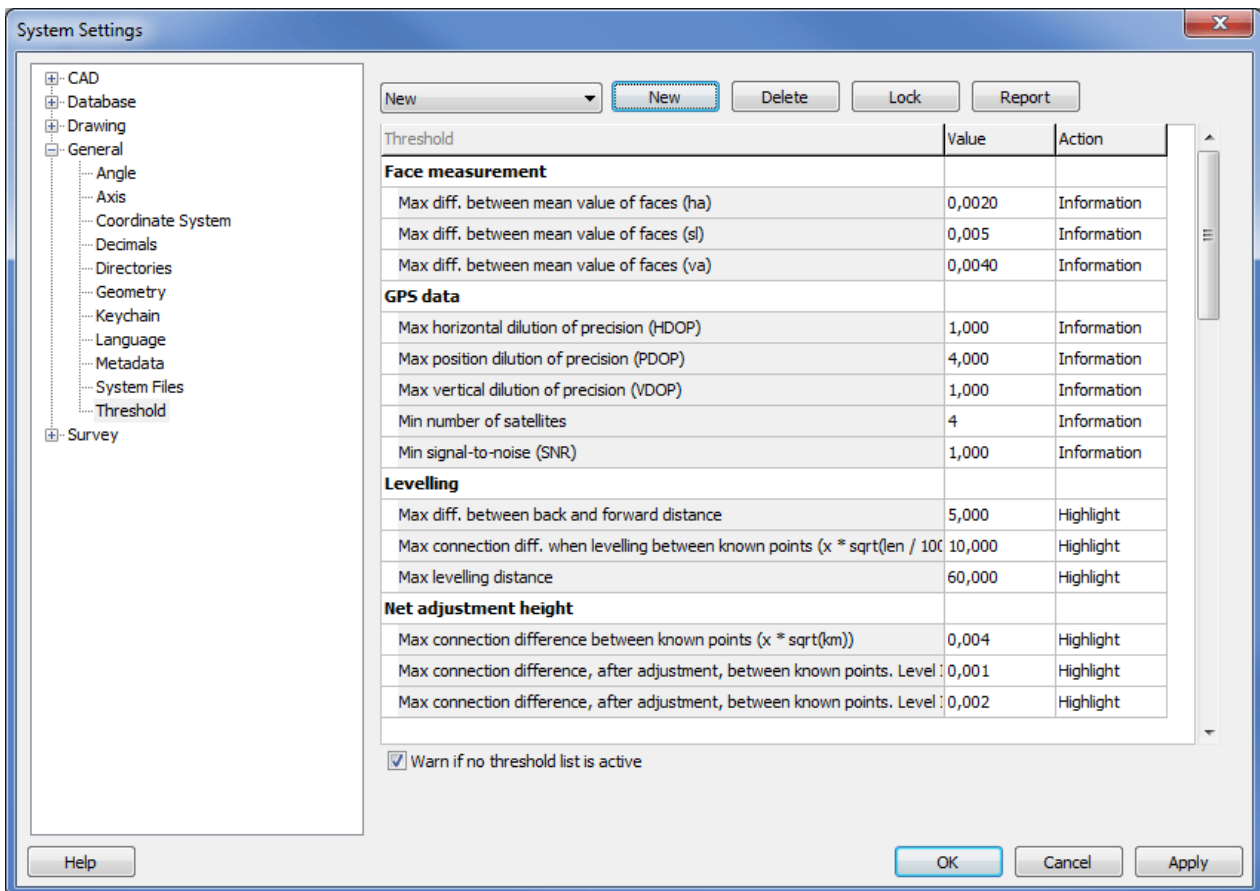 System Settings
CAD
Database
Drawing
General
Angle
Axis
Coordinate System
Decimals
Directories
Geometry
Keychain
Language
Metadata
System Files
Threshold
Survey
New New Delete Lock Report
Threshold Value Action
Face measurement
Max diff. between mean value of faces (ha) 0,0020 Information
Max diff. between mean value of faces (sl) 0,005 Information
Max diff. between mean value of faces (va) 0,0040 Information
GPS data
Max horizontal dilution of precision (HDOP) 1,000 Information
Max position dilution of precision (PDOP) 4,000 Information
Max vertical dilution of precision (VDOP) 1,000 Information
Min number of satellites 4 Information
Min signal-to-noise (SNR) 1,000 Information
Levelling
Max diff. between back and forward distance 5,000 Highlight
Max connection diff. when levelling between known points (x * sqrt(len / 10,000 Highlight
Max levelling distance 60,000 Highlight
Net adjustment height
Max connection difference between known points (x * sqrt(km)) 0,004 Highlight
Max connection difference, after adjustment, between known points. Level 0,001 Highlight
Max connection difference, after adjustment, between known points. Level 0,002 Highlight
Warn if no threshold list is active
Help OK Cancel Apply